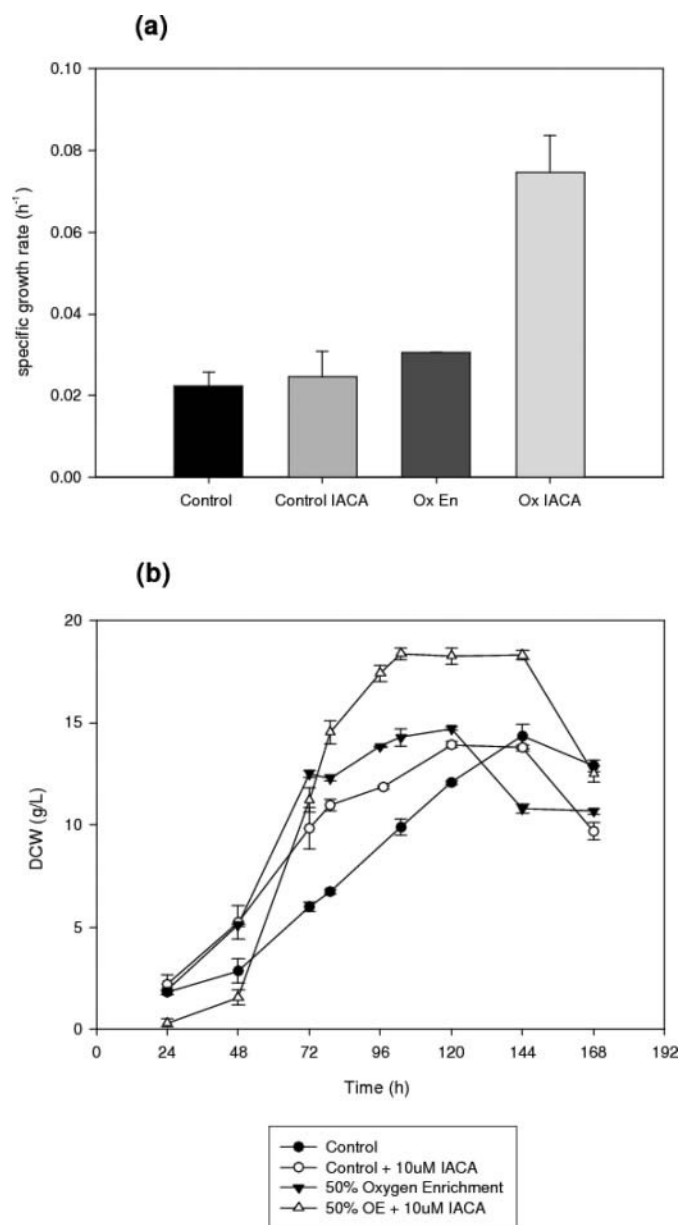 (a)
0.10
0.08
0.06
0.04
0.02
0.00
specific growth rate (h-1)
Control
Control IACA
Ox En
Ox IACA
(b)
20
15
10
5
0
DCW (g/L)
0
24
48
72
96
120
144
168
192
Time (h)
Control
Control + 10uM IACA
50% Oxygen Enrichment
50% OE + 10uM IACA